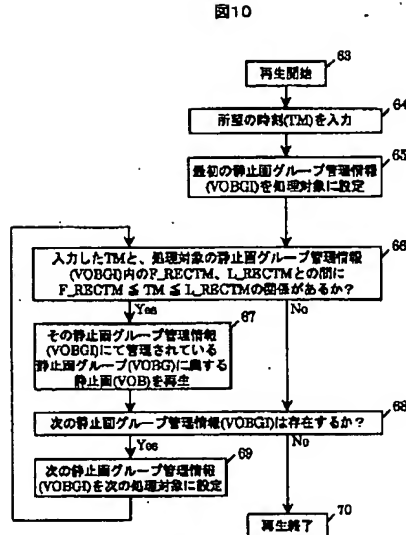 図10
再生開始
63
所望の時刻(TM)を入力
64
最初の静止画グループ管理情報
(VOBGI)を処理対象に設定
65
入力したTMと、処理対象の静止画グループ管理情報
(VOBGI)内のF_RECTM、L_RECTMとの間に
F_RECTM ≦ TM ≦ L_RECTMの関係があるか?
66
Yes
No
その静止画グループ管理情報
(VOBGI)にて管理されている
静止画グループ(VOBG)に属する
静止画(VOB)を再生
67
次の静止画グループ管理情報(VOBGI)は存在するか?
68
Yes
No
次の静止画グループ管理情報
(VOBGI)を次の処理対象に設定
69
再生終了
70